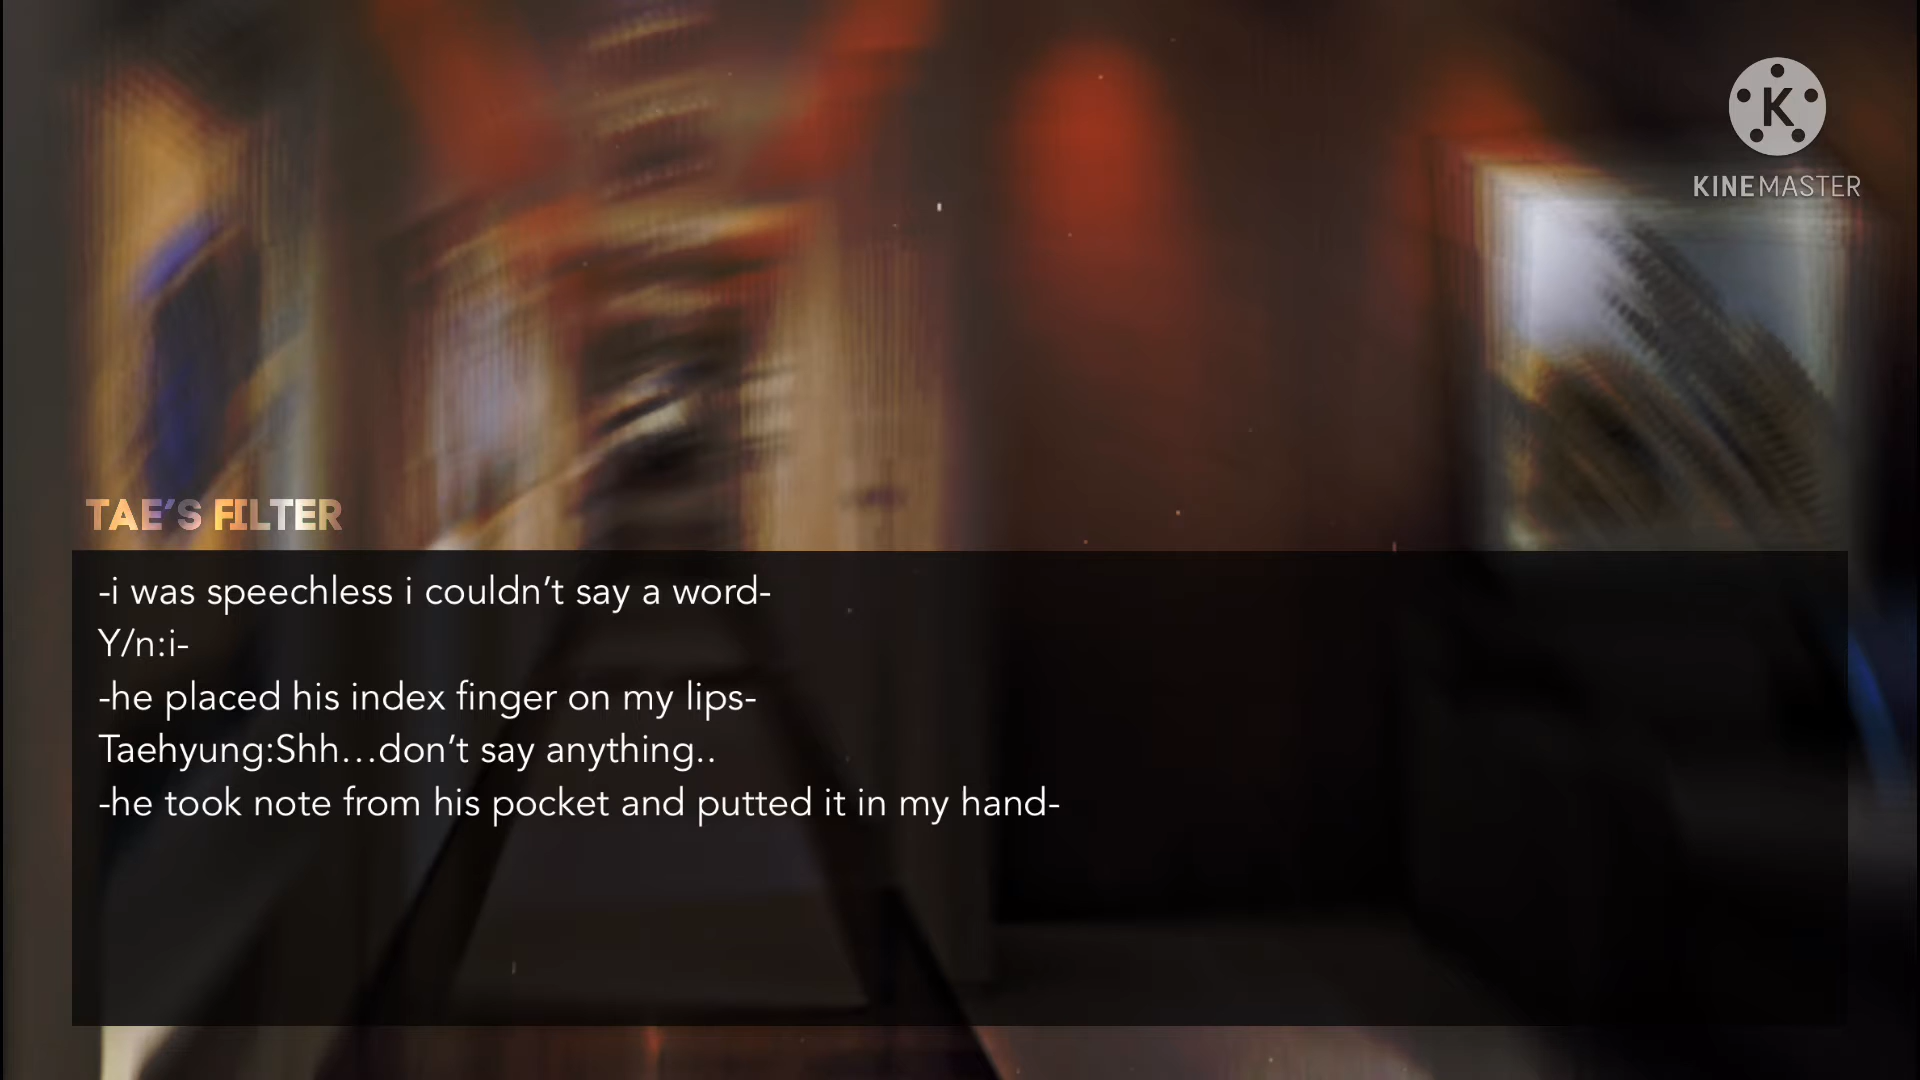 K
KINEMASTER
TAE'S FILTER
-i was speechless i couldn’t say a word-
Y/n:i-
-he placed his index finger on my lips-
Taehyung:Shh…don’t say anything..
-he took note from his pocket and putted it in my hand-